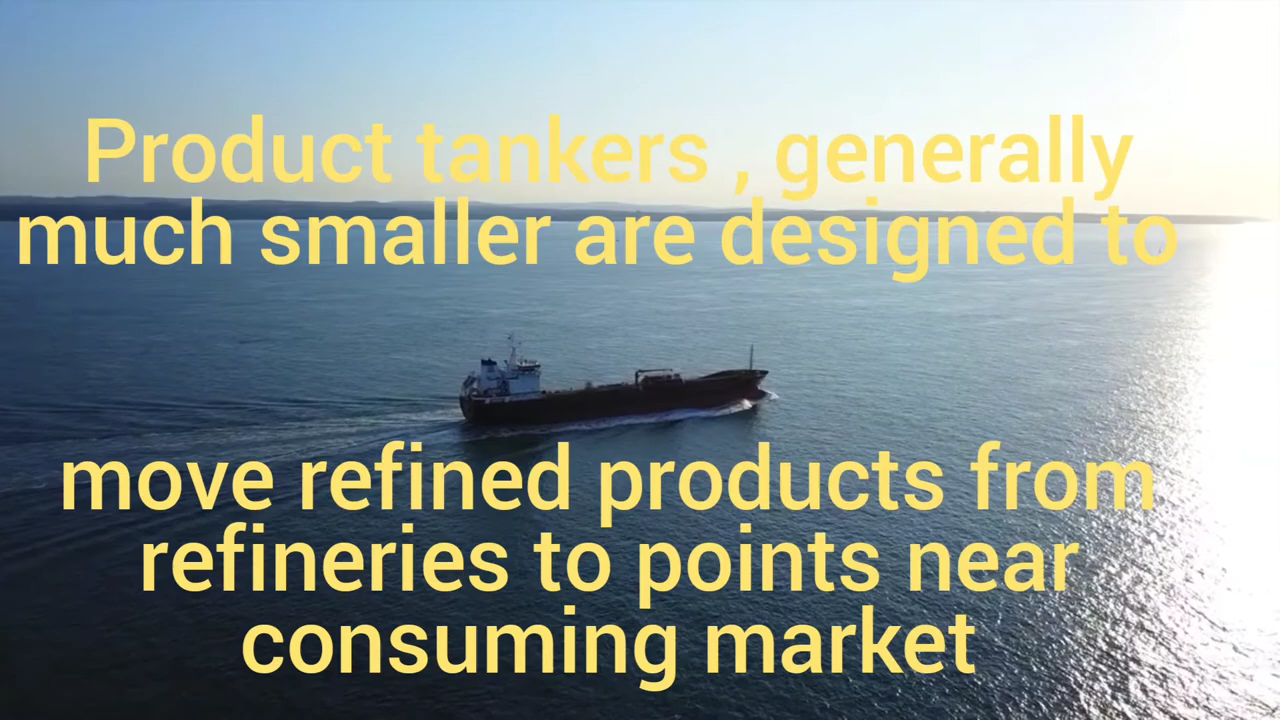 Product tankers , generally
much smaller are designed to
move refined products from
refineries to points near
consuming market